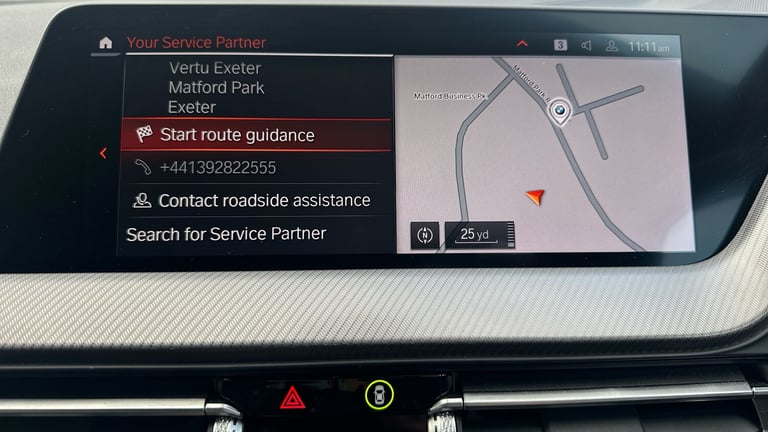 Your Service Partner
3
11:11 am
Vertu Exeter
Matford Park
Exeter
Start route guidance
+441392822555
Contact roadside assistance
Search for Service Partner
Matford Business Pk.
Matford Park
N
25 yd